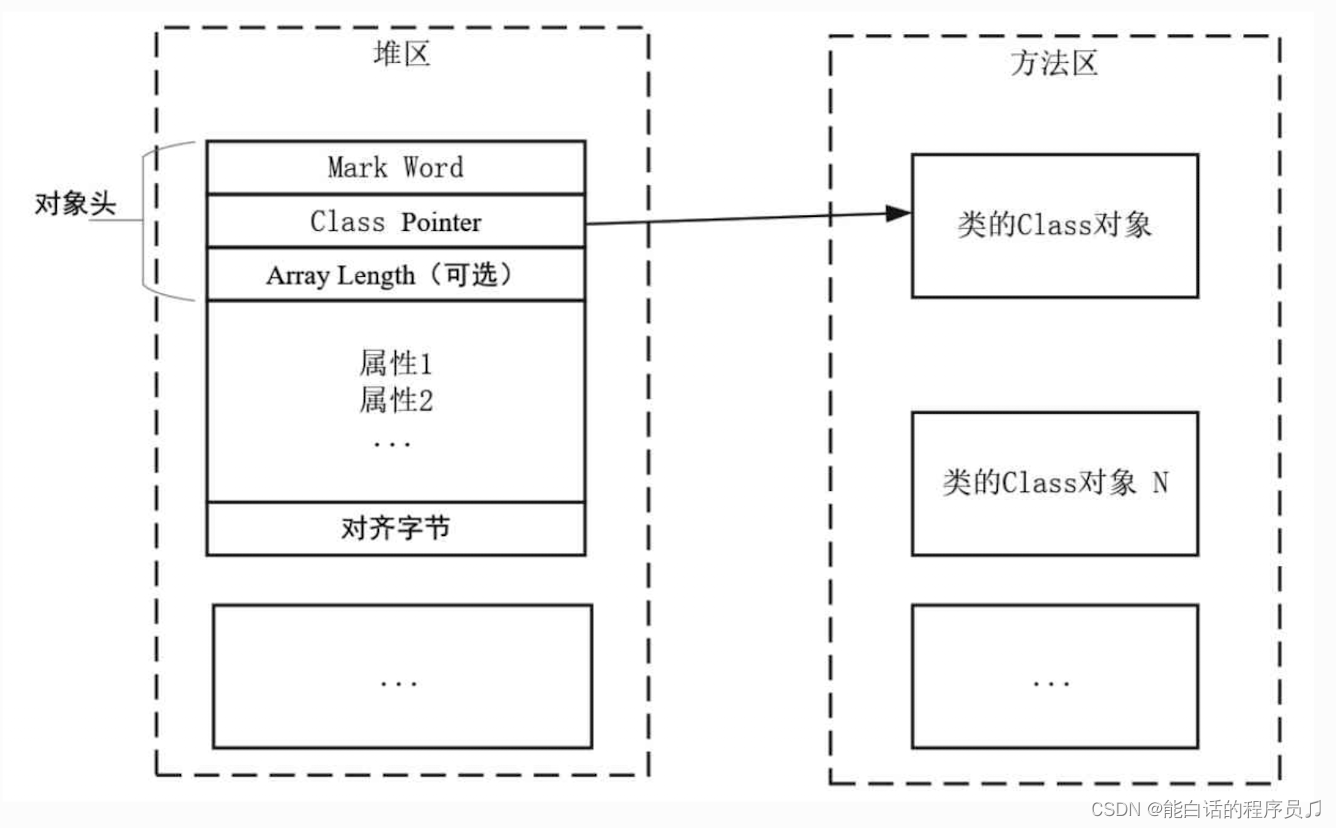 堆区
方法区
Mark Word
对象头
Class Pointer
类的Class对象
Array Length（可选）
属性1
属性2
...
类的Class对象 N
对齐字节
...
...
CSDN @能白话的程序员♫